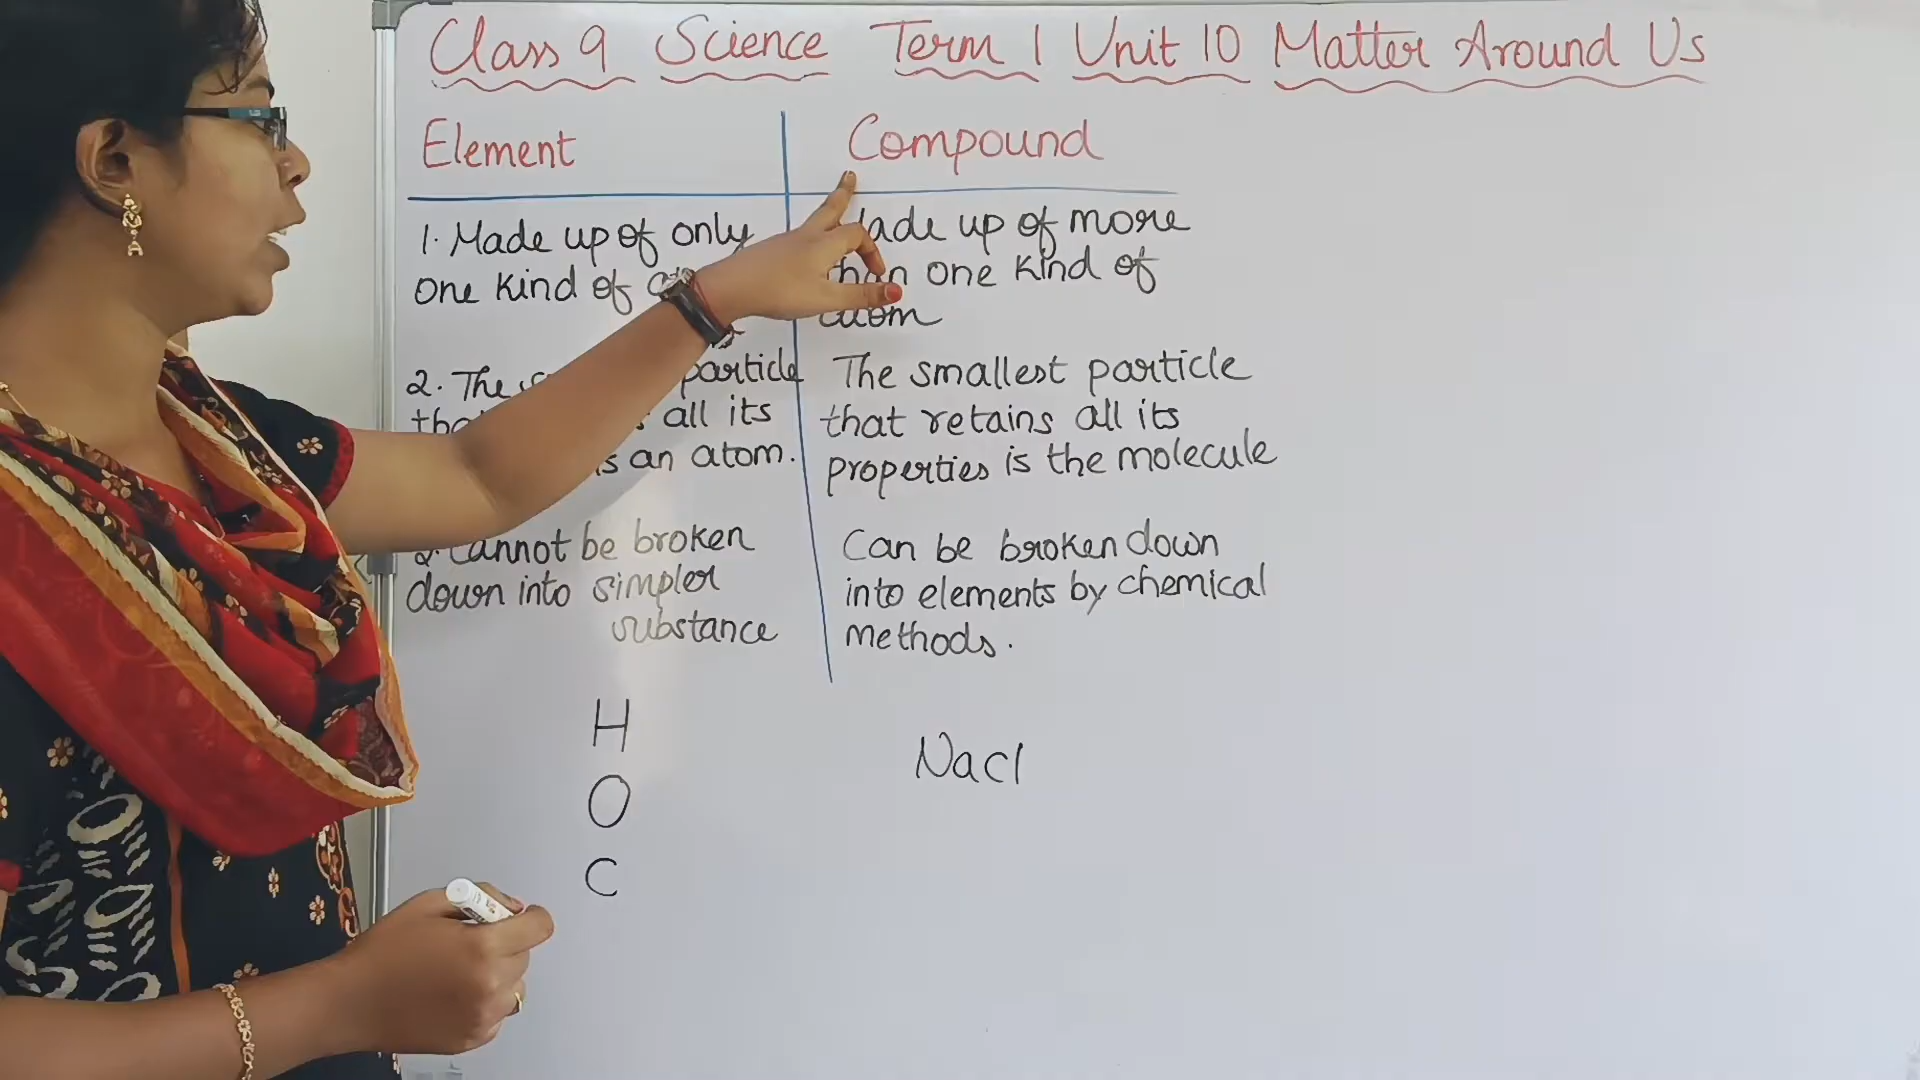 Class 9 Science Term 1 Unit 10 Matter Around Us
Element
1. Made up of only
one kind of
2. The particle
all its
is an atom.
Cannot be broken
down into simpler
substance
H
O
C
Compound
Made up of more
than one kind of
atom
The smallest particle
that retains all its
properties is the molecule
Can be broken down
into elements by chemical
methods.
Nacl